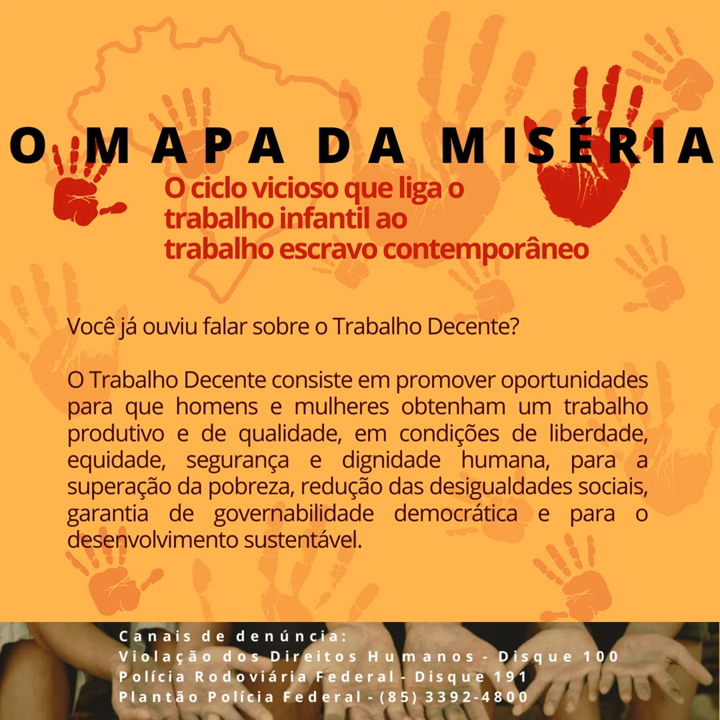 O MAPA DA MISÉRIA
O ciclo vicioso que liga o
trabalho infantil ao
trabalho escravo contemporâneo
Você já ouviu falar sobre o Trabalho Decente?
O Trabalho Decente consiste em promover oportunidades
para que homens e mulheres obtenham um trabalho
produtivo e de qualidade, em condições de liberdade,
equidade, segurança e dignidade humana, para a
superação da pobreza, redução das desigualdades sociais,
garantia de governabilidade democrática e para o
desenvolvimento sustentável.
Canais de denúncia:
Violação dos Direitos Humanos - Disque 100
Polícia Rodoviária Federal - Disque 191
Plantão Polícia Federal - (85) 3392-4800